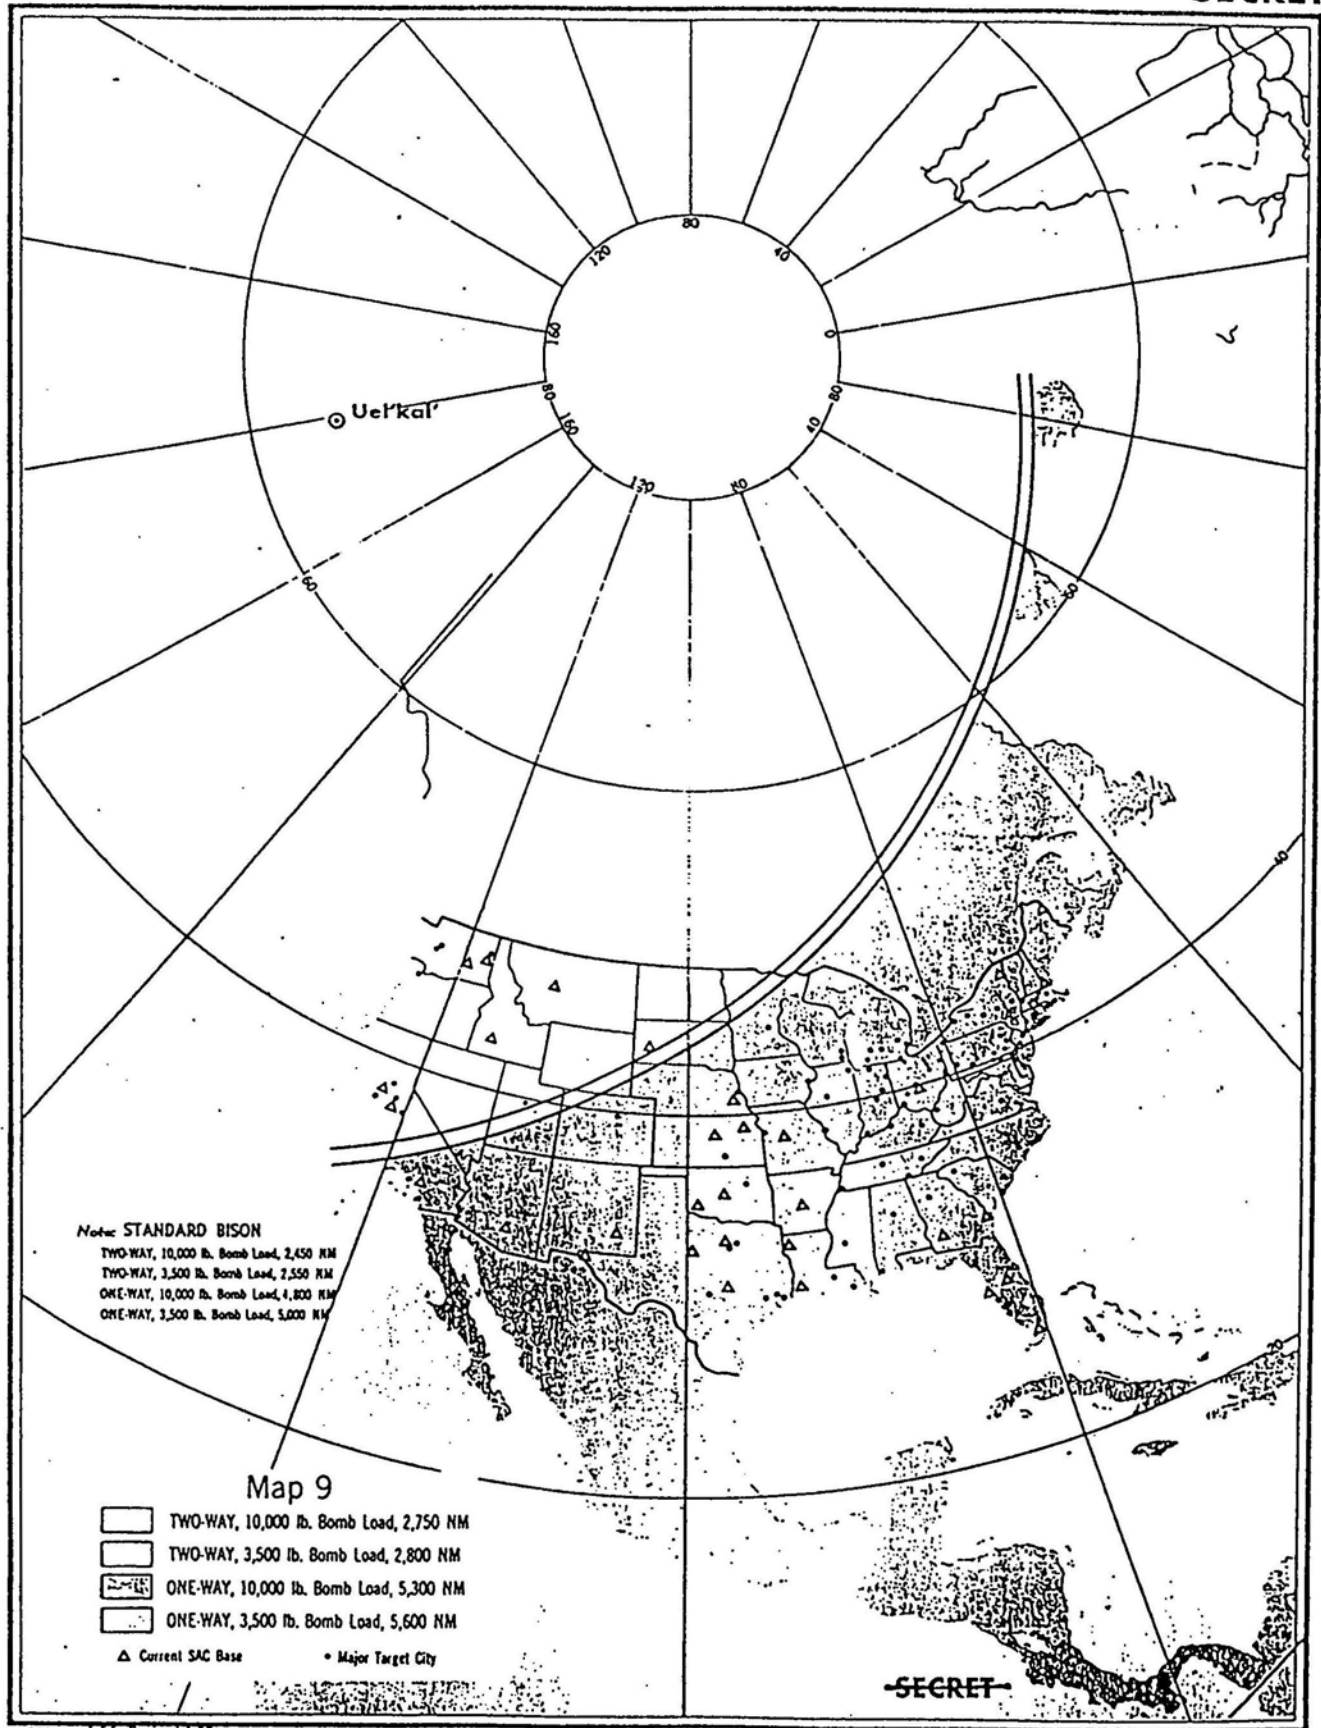 SECRET
80
120
40
160
0
80
80
160
40
120
80
Uel'kal'
60
60
40
20
Note: STANDARD BISON
TWO-WAY, 10,000 lb. Bomb Load, 2,450 NM
TWO-WAY, 3,500 lb. Bomb Load, 2,550 NM
ONE-WAY, 10,000 lb. Bomb Load, 4,800 NM
ONE-WAY, 3,500 lb. Bomb Load, 5,000 NM
Map 9
TWO-WAY, 10,000 lb. Bomb Load, 2,750 NM
TWO-WAY, 3,500 lb. Bomb Load, 2,800 NM
ONE-WAY, 10,000 lb. Bomb Load, 5,300 NM
ONE-WAY, 3,500 lb. Bomb Load, 5,600 NM
Current SAC Base
Major Target City
SECRET